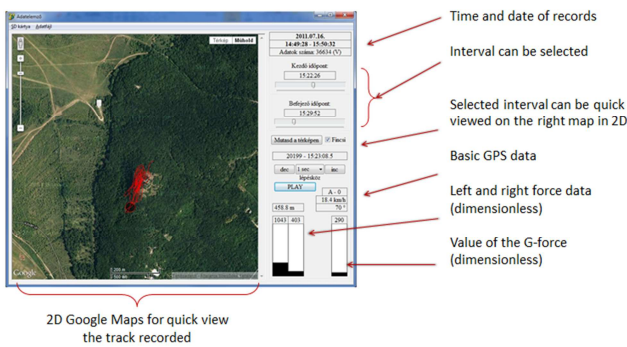 Adatelemző
SD kártya Adatfájl
Térkép Műhold
2011.07.16.
14:49:28 - 15:50:32
Adatok száma: 36634 (V)
Kezdő időpont:
15:22:26
Befejező időpont:
15:29:52
Mutasd a térképen Fincsi
20199 - 15:23:08.5
dec 1 sec inc
lépésköz
PLAY
A - 0
18.4 km/h
458.8 m 70 °
1043 403 290
Google
Time and date of records
Interval can be selected
Selected interval can be quick
viewed on the right map in 2D
Basic GPS data
Left and right force data
(dimensionless)
Value of the G-force
(dimensionless)
2D Google Maps for quick view
the track recorded